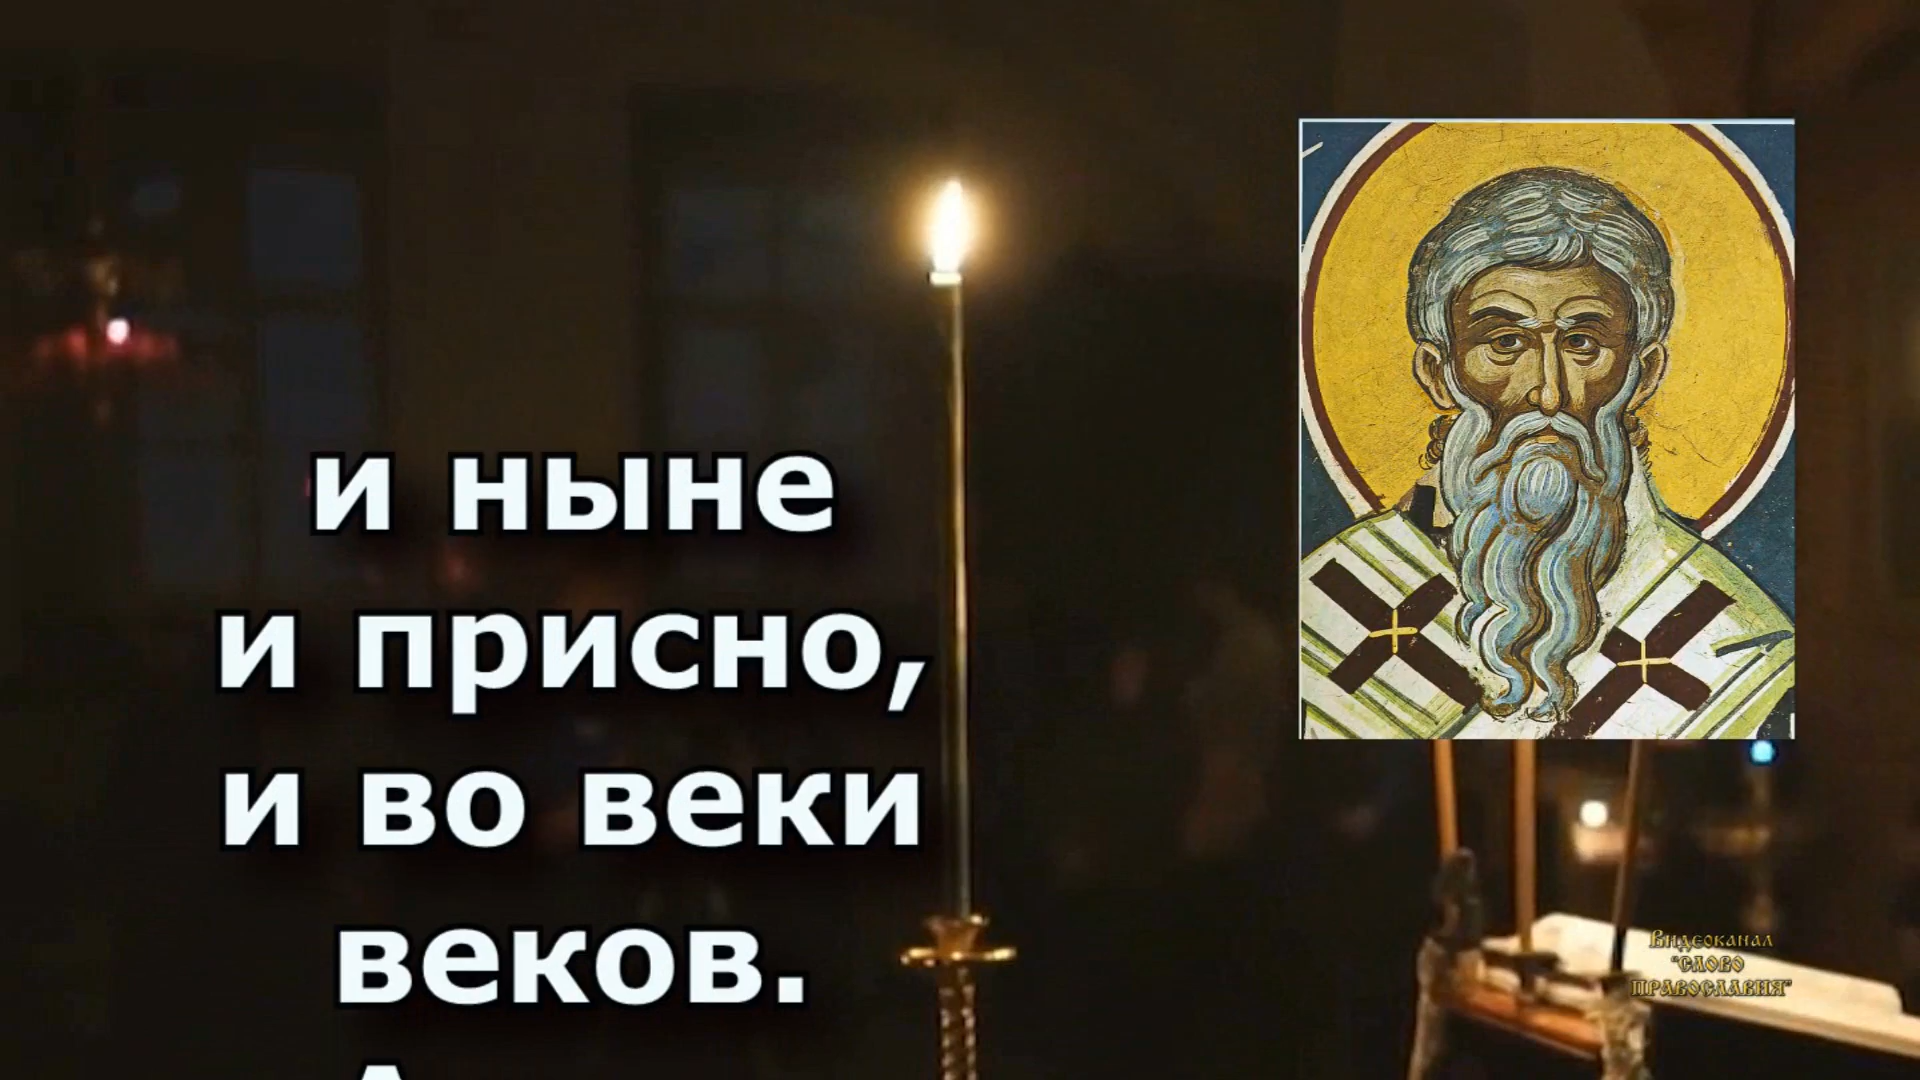 и ныне
и присно,
и во веки
веков.
Видеоканал
"СЛОВО
ПРАВОСЛАВИЯ"